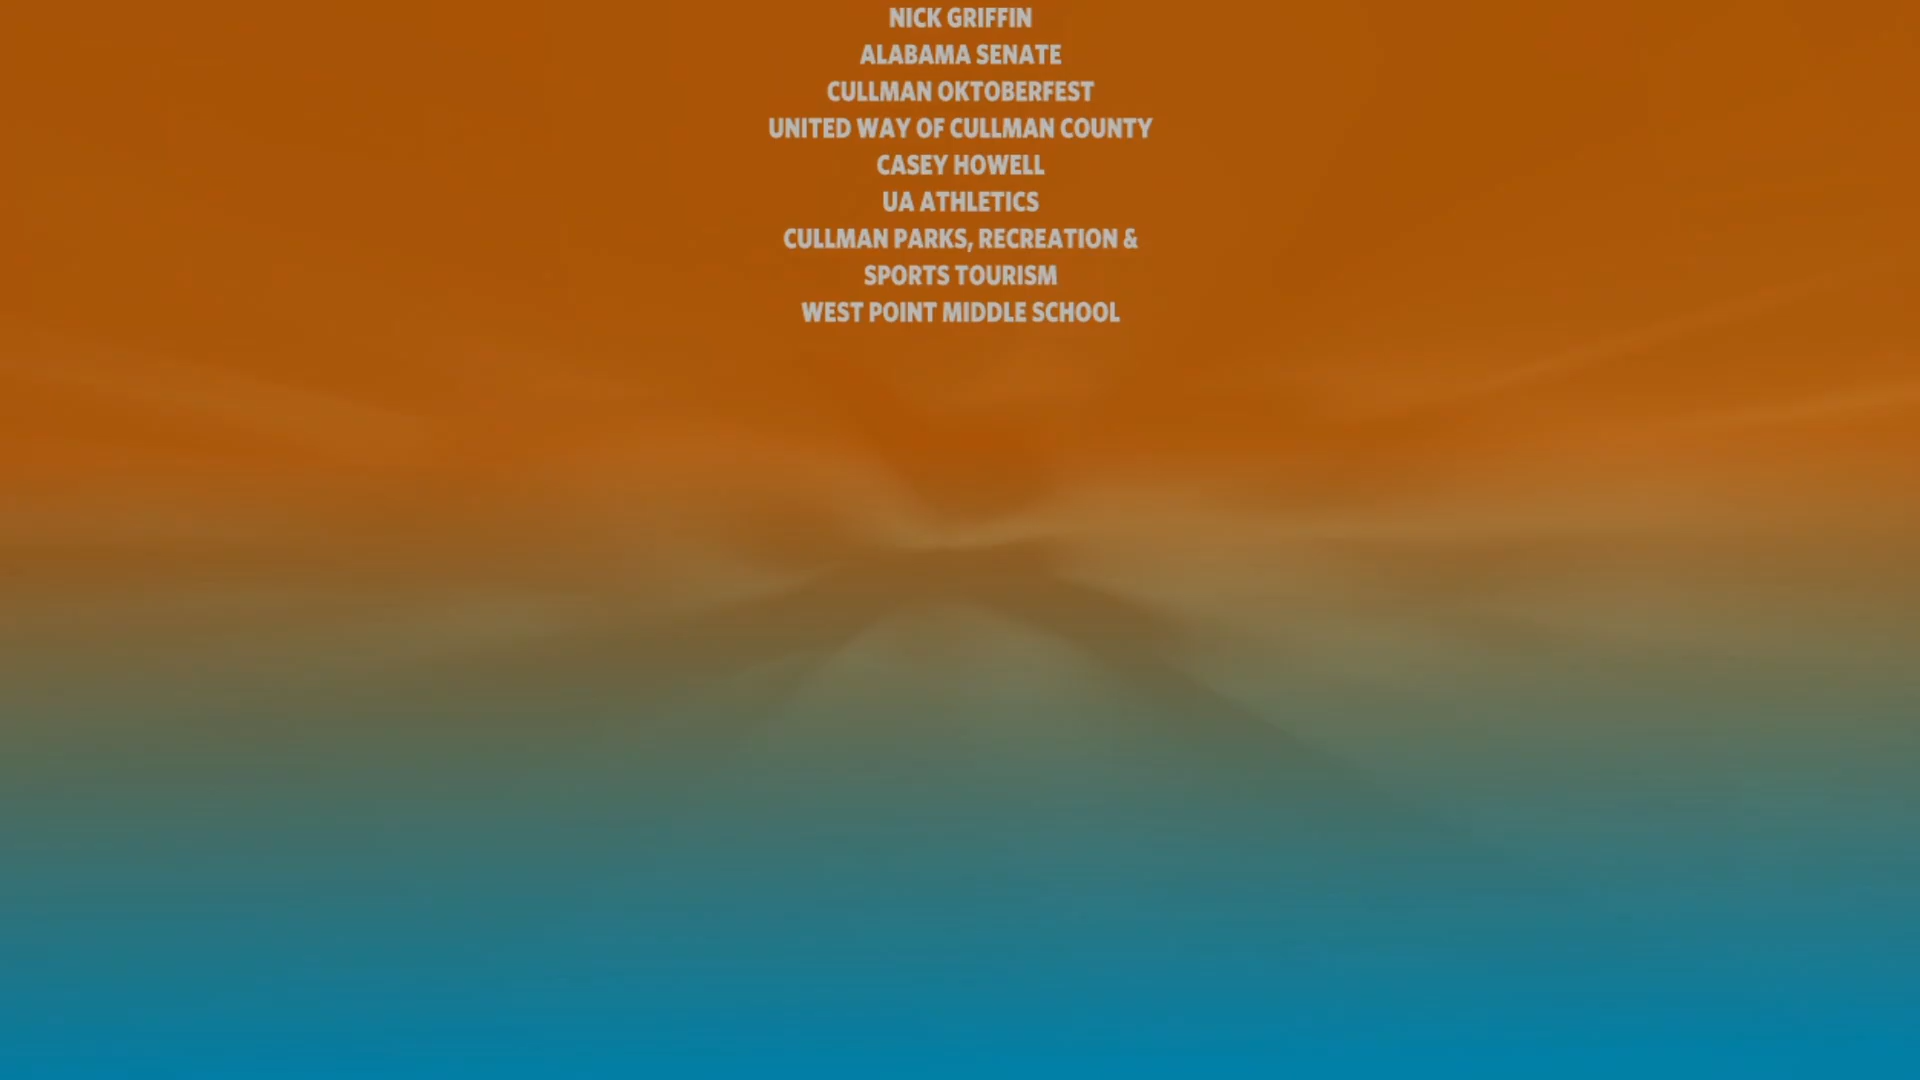 NICK GRIFFIN
ALABAMA SENATE
CULLMAN OKTOBERFEST
UNITED WAY OF CULLMAN COUNTY
CASEY HOWELL
UA ATHLETICS
CULLMAN PARKS, RECREATION &
SPORTS TOURISM
WEST POINT MIDDLE SCHOOL